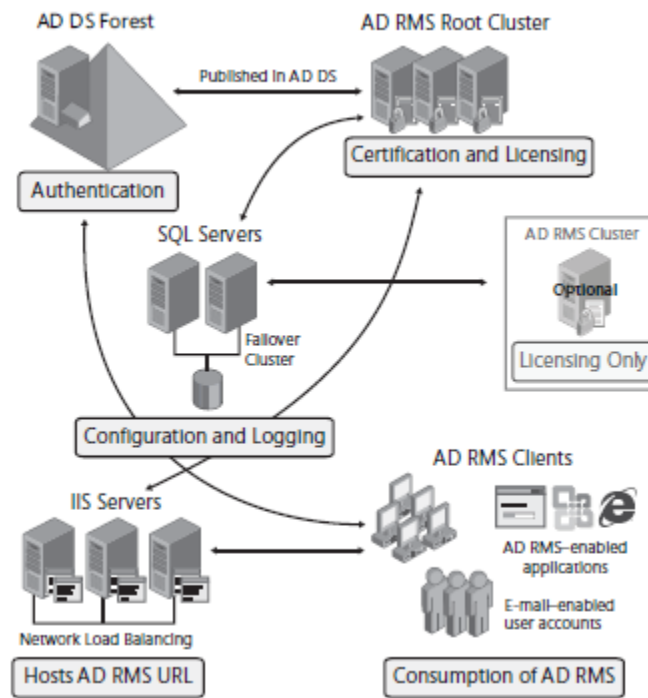 AD DS Forest
AD RMS Root Cluster
Published in AD DS
Authentication
Certification and Licensing
SQL Servers
AD RMS Cluster
Optional
Licensing Only
Failover
Cluster
Configuration and Logging
IIS Servers
AD RMS Clients
AD RMS–enabled
applications
E-mail–enabled
user accounts
Network Load Balancing
Hosts AD RMS URL
Consumption of AD RMS